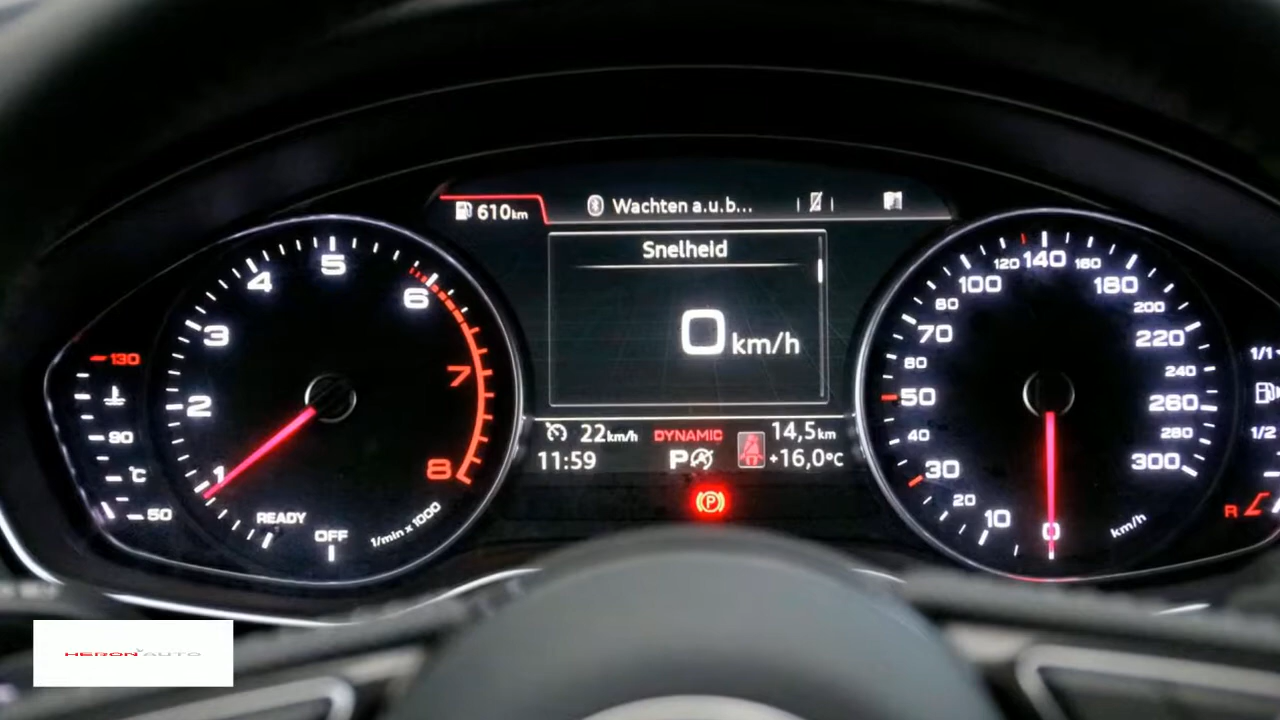 610km
Wachten a.u.b...
Snelheid
0 km/h
22km/h
DYNAMIC
14,5km
11:59
P
+16,0°C
P
130
90
°C
50
1
2
3
4
5
6
7
8
READY
OFF
1/min x 1000
0
10
20
30
40
50
60
70
80
100
120
140
160
180
200
220
240
260
280
300
km/h
1/1
1/2
R
HERON AUTO